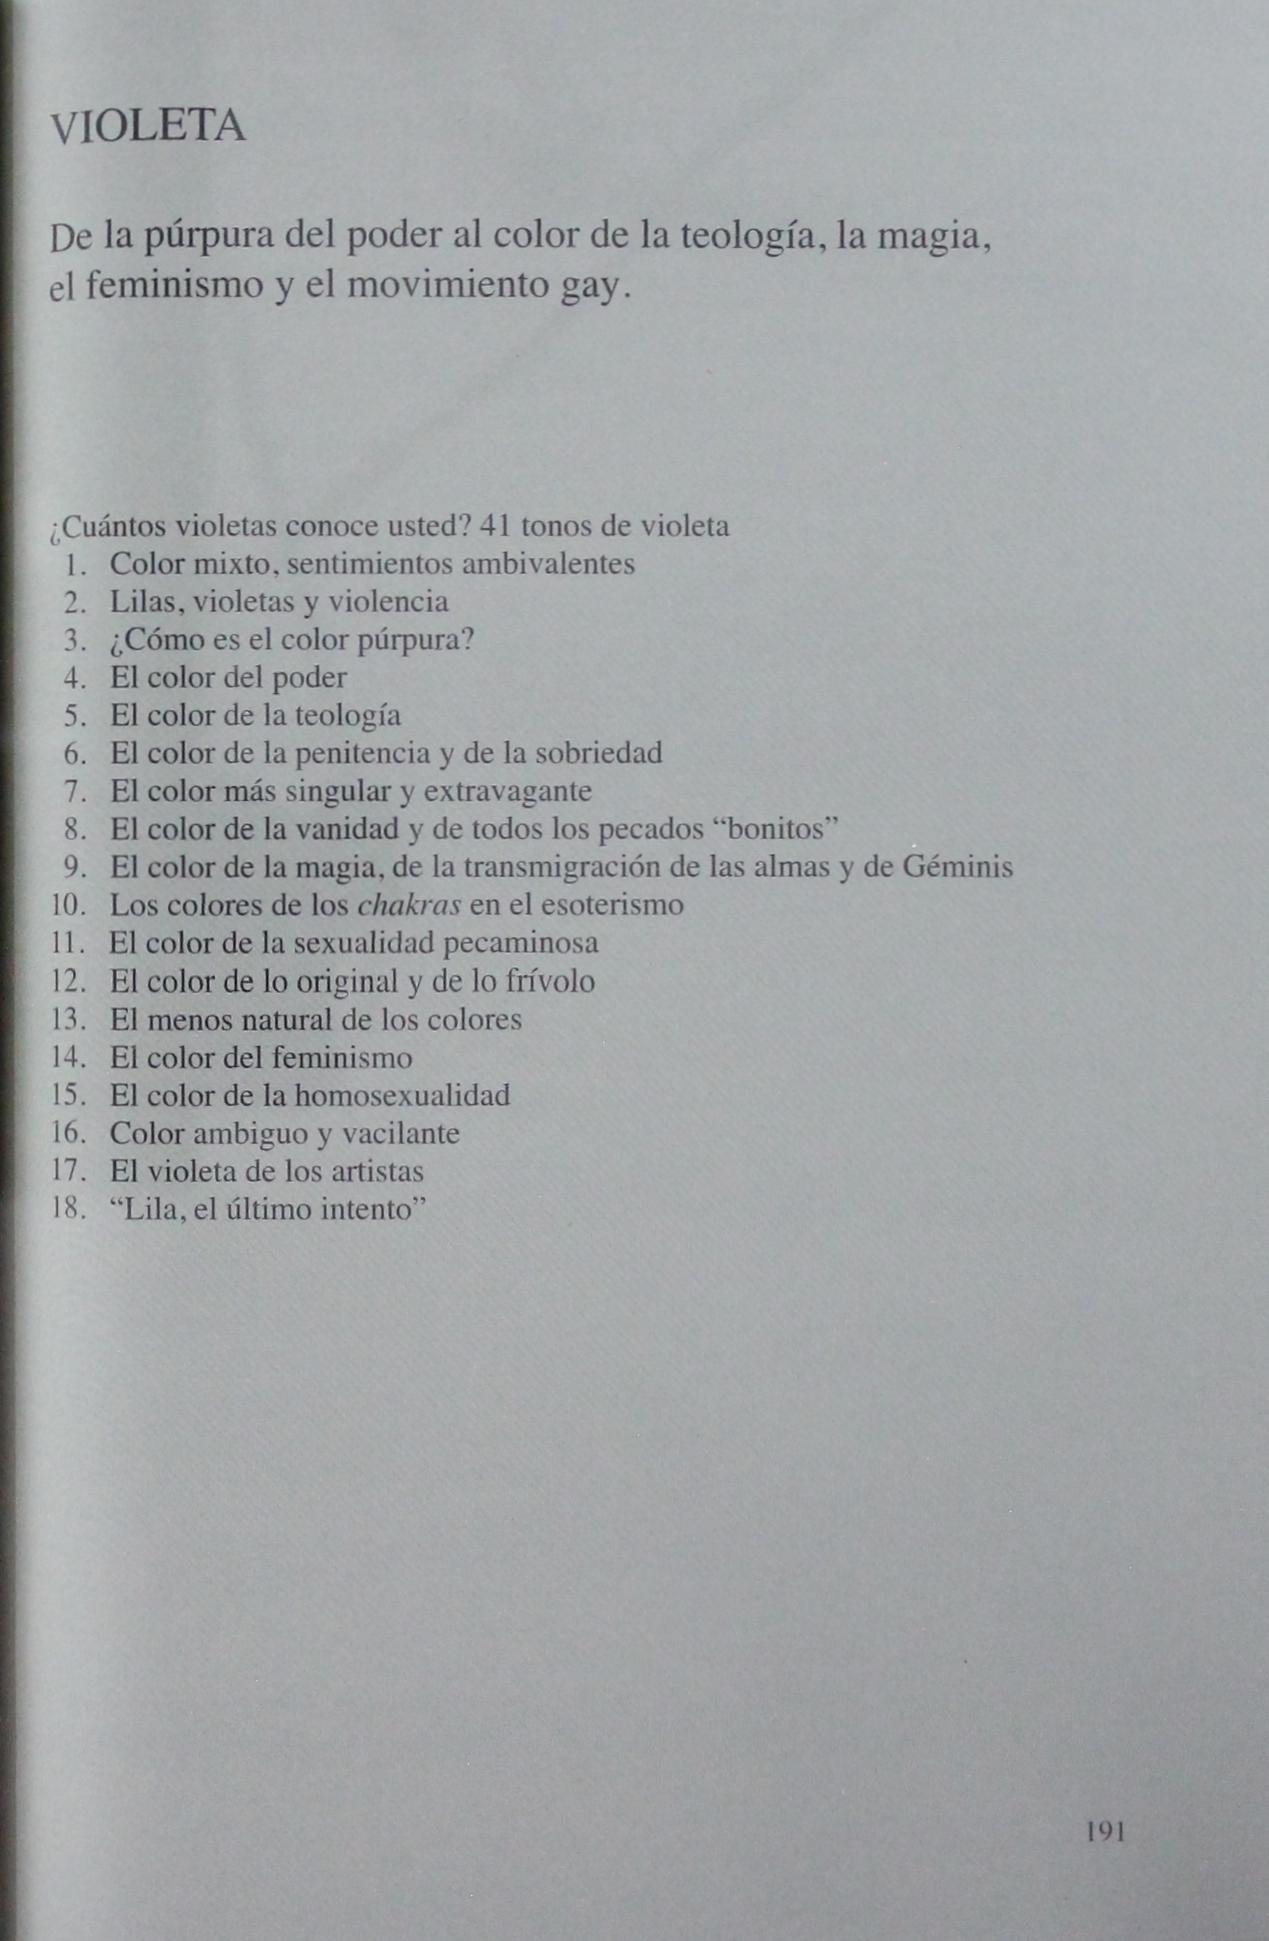 VIOLETA
De la púrpura del poder al color de la teología, la magia,
el feminismo y el movimiento gay.
¿Cuántos violetas conoce usted? 41 tonos de violeta
1. Color mixto, sentimientos ambivalentes
2. Lilas, violetas y violencia
3. ¿Cómo es el color púrpura?
4. El color del poder
5. El color de la teología
6. El color de la penitencia y de la sobriedad
7. El color más singular y extravagante
8. El color de la vanidad y de todos los pecados “bonitos”
9. El color de la magia, de la transmigración de las almas y de Géminis
10. Los colores de los chakras en el esoterismo
11. El color de la sexualidad pecaminosa
12. El color de lo original y de lo frívolo
13. El menos natural de los colores
14. El color del feminismo
15. El color de la homosexualidad
16. Color ambiguo y vacilante
17. El violeta de los artistas
18. “Lila, el último intento”
191